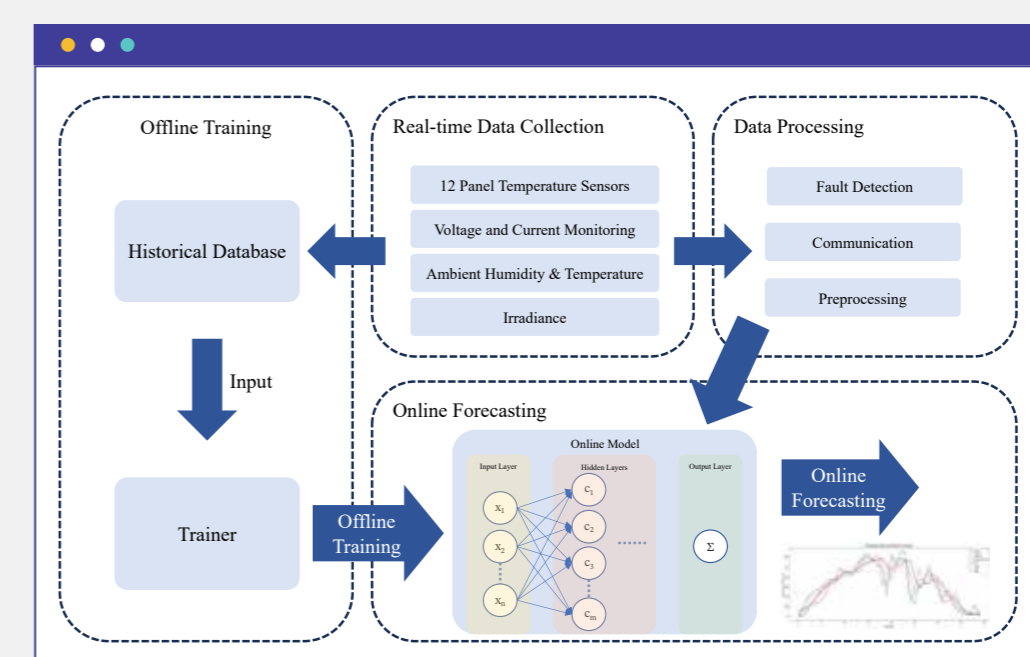 Offline Training
Historical Database
Input
Trainer
Real-time Data Collection
12 Panel Temperature Sensors
Voltage and Current Monitoring
Ambient Humidity & Temperature
Irradiance
Data Processing
Fault Detection
Communication
Preprocessing
Offline
Training
Online Forecasting
Online Model
Input Layer
Hidden Layers
Output Layer
x₁
x₂
xₙ
c₁
c₂
c₃
cₘ
Σ
Online
Forecasting